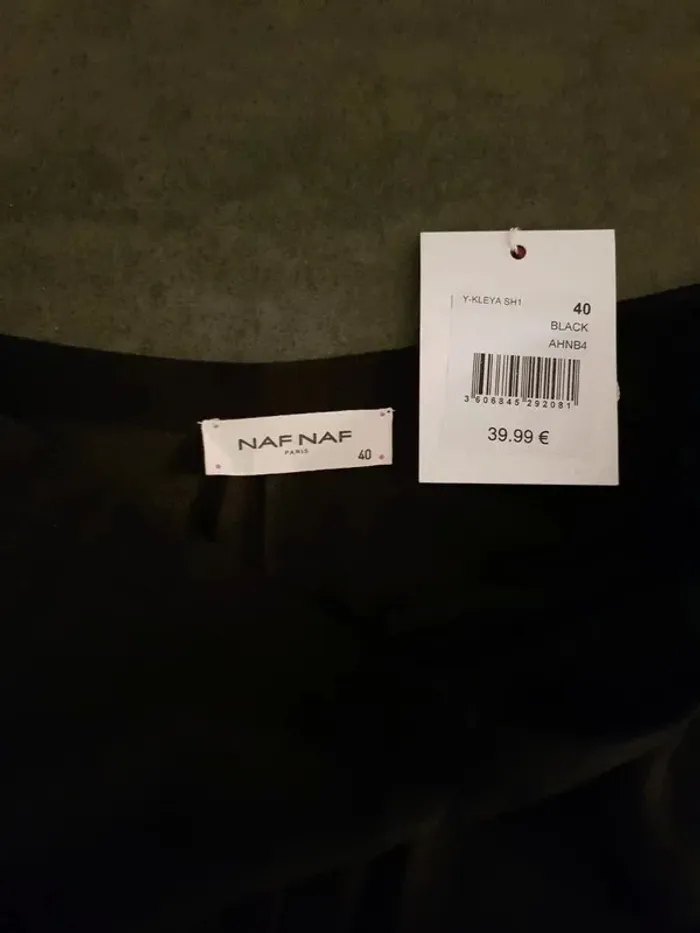 Y-KLEYA SH1
40
BLACK
AHNB4
3 606845 292081
39.99 €
NAF NAF
PARIS
40